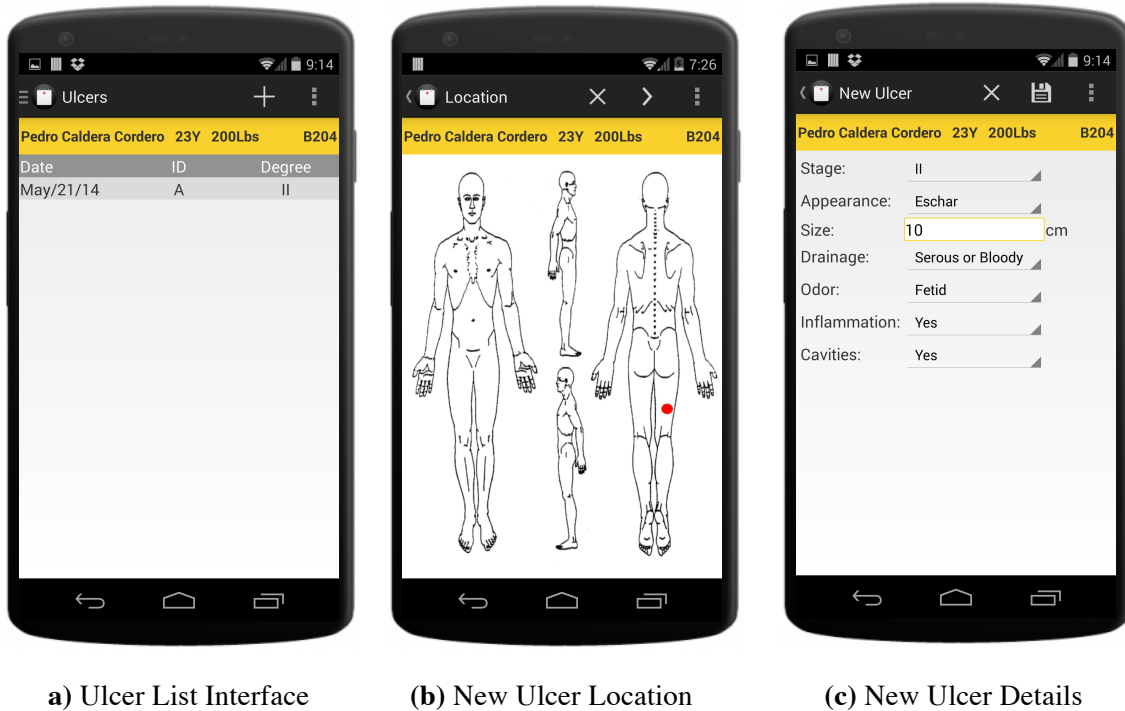 9:14
Ulcers
Pedro Caldera Cordero 23Y 200Lbs B204
Date ID Degree
May/21/14 A II
7:26
Location
Pedro Caldera Cordero 23Y 200Lbs B204
9:14
New Ulcer
Pedro Caldera Cordero 23Y 200Lbs B204
Stage: II
Appearance: Eschar
Size: 10 cm
Drainage: Serous or Bloody
Odor: Fetid
Inflammation: Yes
Cavities: Yes
a) Ulcer List Interface
(b) New Ulcer Location
(c) New Ulcer Details